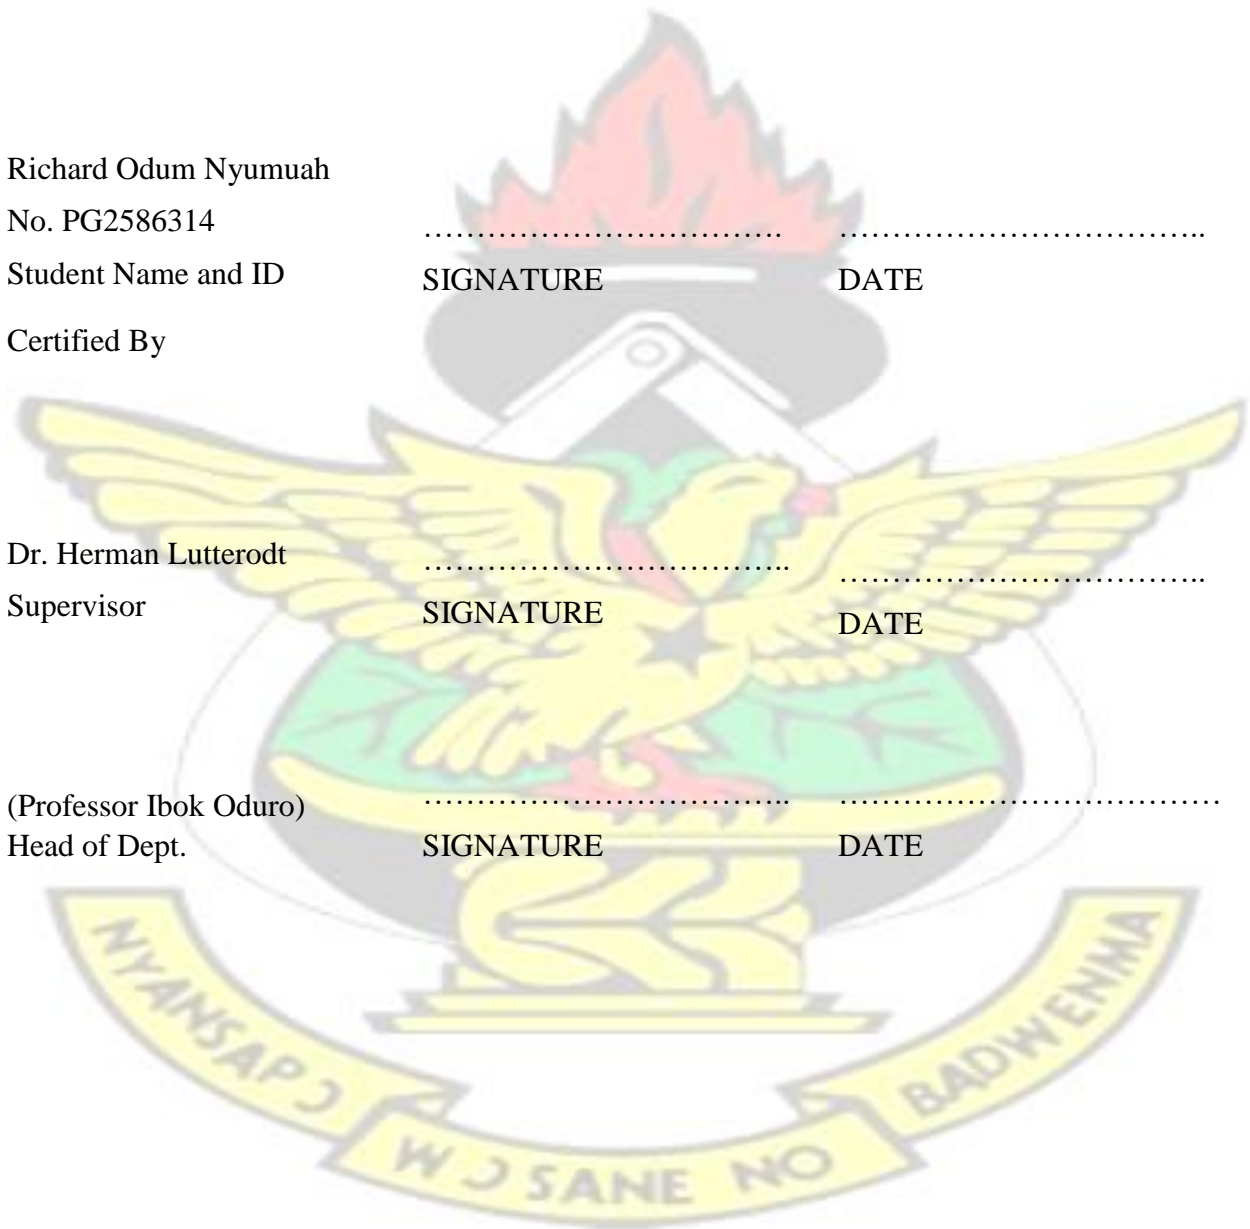 Richard Odum Nyumuah
No. PG2586314 ……………………………. ……………………………..
Student Name and ID SIGNATURE DATE
Certified By
Dr. Herman Lutterodt …………………………….. ……………………………..
Supervisor SIGNATURE DATE
(Professor Ibok Oduro) …………………………….. ………………………………
Head of Dept. SIGNATURE DATE
NYANSAPƆ WƆSANE NO BADWENMA